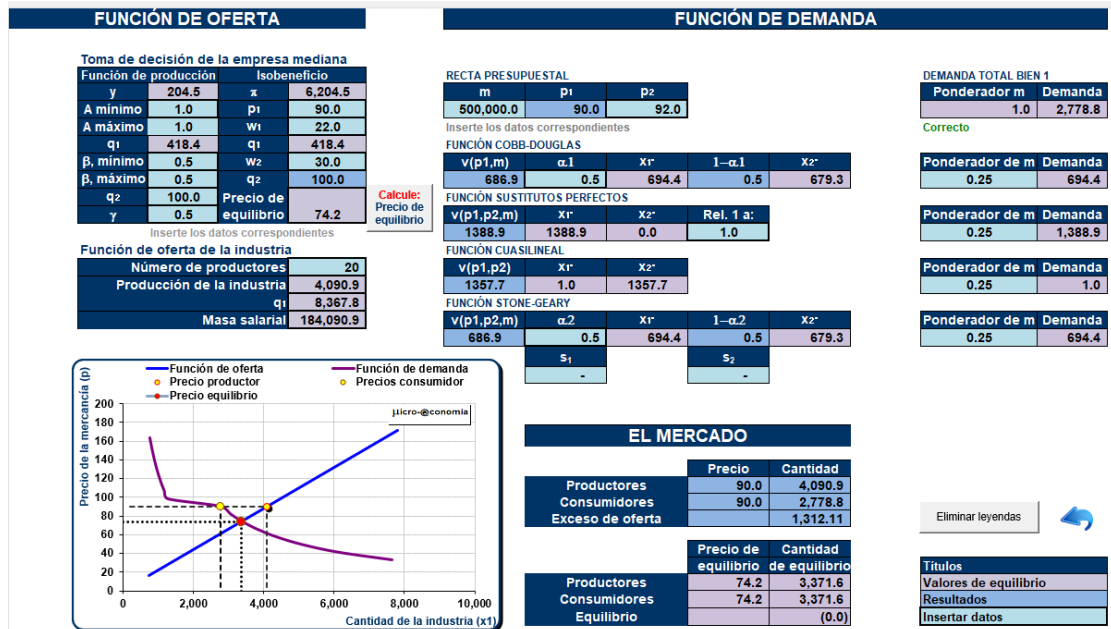 FUNCIÓN DE OFERTA
Toma de decisión de la empresa mediana
Función de producción Isobeneficio
y 204.5 π 6,204.5
A mínimo 1.0 p1 90.0
A máximo 1.0 w1 22.0
q1 418.4 q1 418.4
β, mínimo 0.5 w2 30.0
β, máximo 0.5 q2 100.0
q2 100.0 Precio de
γ 0.5 equilibrio 74.2
Inserte los datos correspondientes
Calcule:
Precio de
equilibrio
Función de oferta de la industria
Número de productores 20
Producción de la industria 4,090.9
q1 8,367.8
Masa salarial 184,090.9
Función de oferta Función de demanda
Precio productor Precios consumidor
Precio equilibrio
µicro-@conomía
Precio de la mercancía (p)
200
180
160
140
120
100
80
60
40
20
0
0 2,000 4,000 6,000 8,000 10,000
Cantidad de la industria (x1)
FUNCIÓN DE DEMANDA
RECTA PRESUPUESTAL
m p1 p2
500,000.0 90.0 92.0
Inserte los datos correspondientes
FUNCIÓN COBB-DOUGLAS
v(p1,m) α.1 X1* 1−α.1 X2*
686.9 0.5 694.4 0.5 679.3
FUNCIÓN SUSTITUTOS PERFECTOS
v(p1,p2,m) X1* X2* Rel. 1 a:
1388.9 1388.9 0.0 1.0
FUNCIÓN CUASILINEAL
v(p1,p2) X1* X2*
1357.7 1.0 1357.7
FUNCIÓN STONE-GEARY
v(p1,p2,m) α.2 X1* 1−α.2 X2*
686.9 0.5 694.4 0.5 679.3
s1 s2
- -
DEMANDA TOTAL BIEN 1
Ponderador m Demanda
1.0 2,778.8
Correcto
Ponderador de m Demanda
0.25 694.4
Ponderador de m Demanda
0.25 1,388.9
Ponderador de m Demanda
0.25 1.0
Ponderador de m Demanda
0.25 694.4
EL MERCADO
Precio Cantidad
Productores 90.0 4,090.9
Consumidores 90.0 2,778.8
Exceso de oferta 1,312.11
Precio de Cantidad
equilibrio de equilibrio
Productores 74.2 3,371.6
Consumidores 74.2 3,371.6
Equilibrio (0.0)
Eliminar leyendas
Títulos
Valores de equilibrio
Resultados
Insertar datos